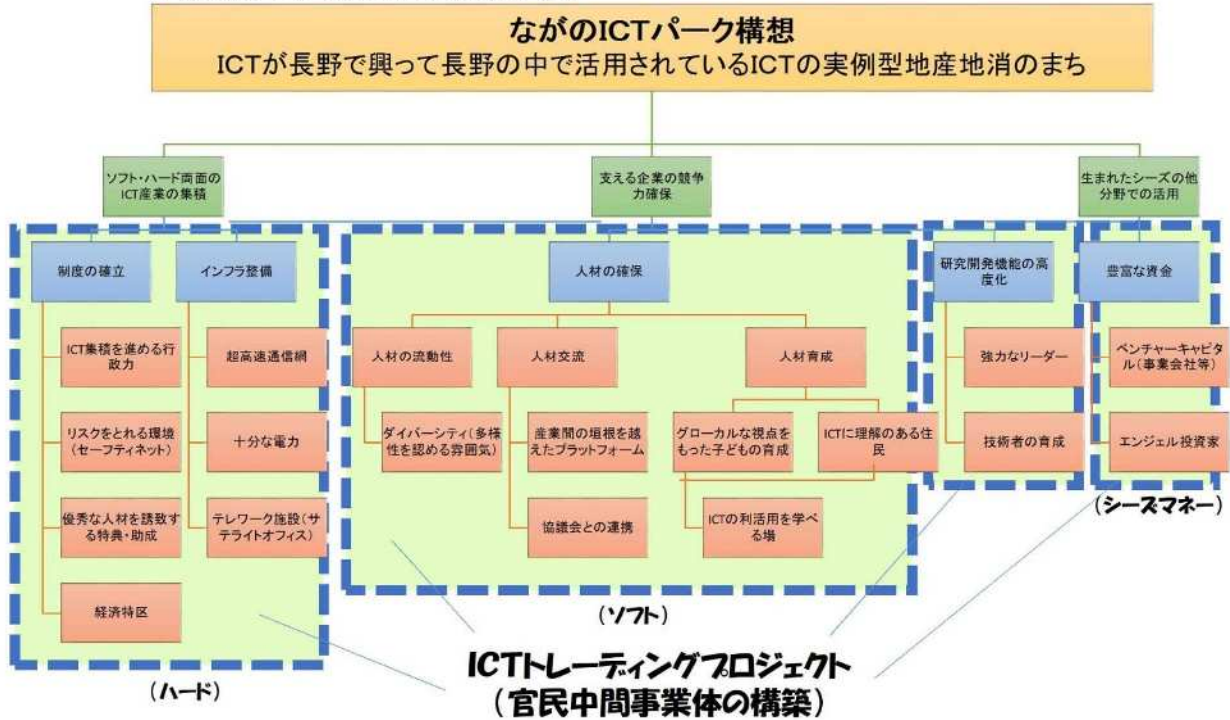 ながのICTパーク構想
ICTが長野で興って長野の中で活用されているICTの実例型地産地消のまち
ソフト・ハード両面の
ICT産業の集積
支える企業の競争
力確保
生まれたシーズの他
分野での活用
制度の確立
インフラ整備
人材の確保
研究開発機能の高
度化
豊富な資金
ICT集積を進める行
政力
超高速通信網
人材の流動性
人材交流
人材育成
強力なリーダー
ベンチャーキャピタ
ル(事業会社等)
リスクをとれる環境
(セーフティネット)
十分な電力
ダイバーシティ(多様
性を認める雰囲気)
産業間の垣根を越
えたプラットフォーム
グローカルな視点を
もった子どもの育成
ICTに理解のある住
民
技術者の育成
エンジェル投資家
優秀な人材を誘致す
る特典・助成
テレワーク施設(サ
テライトオフィス)
協議会との連携
ICTの利活用を学べ
る場
(シーズマネー)
経済特区
(ソフト)
(ハード)
ICTトレーディングプロジェクト
(官民中間事業体の構築)